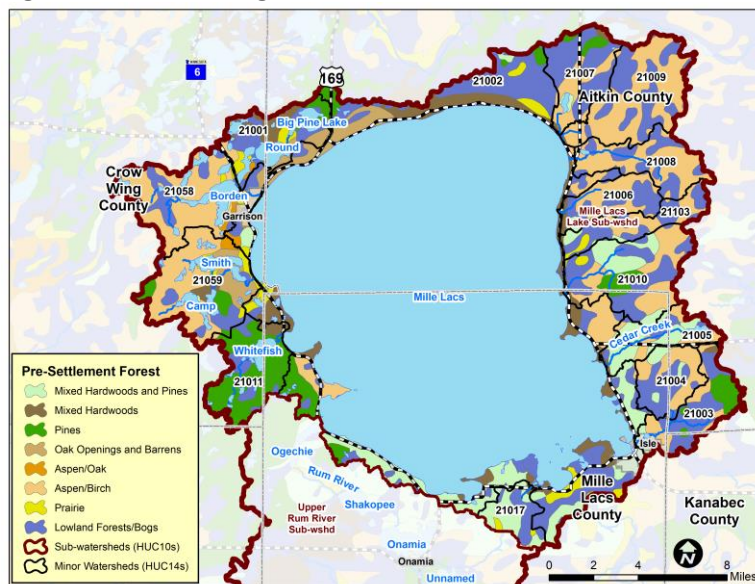 6
169
21002
21007
21009
Aitkin County
Big Pine Lake
21001
Round
21008
Crow
Wing
County
21058
Borden
21006
21103
Garrison
Mille Lacs
Lake Sub-wshd
Smith
21059
21010
Mille Lacs
Camp
Cedar Creek
21005
Whitefish
21011
21004
21003
Ogechie
Isle
Rum River
Mille
Lacs
County
Shakopee
Kanabec
County
Upper
Rum River
Sub-wshd
21017
Onamia
Onamia
Unnamed
Pre-Settlement Forest
Mixed Hardwoods and Pines
Mixed Hardwoods
Pines
Oak Openings and Barrens
Aspen/Oak
Aspen/Birch
Prairie
Lowland Forests/Bogs
Sub-watersheds (HUC10s)
Minor Watersheds (HUC14s)
N
0 2 4 8
Miles